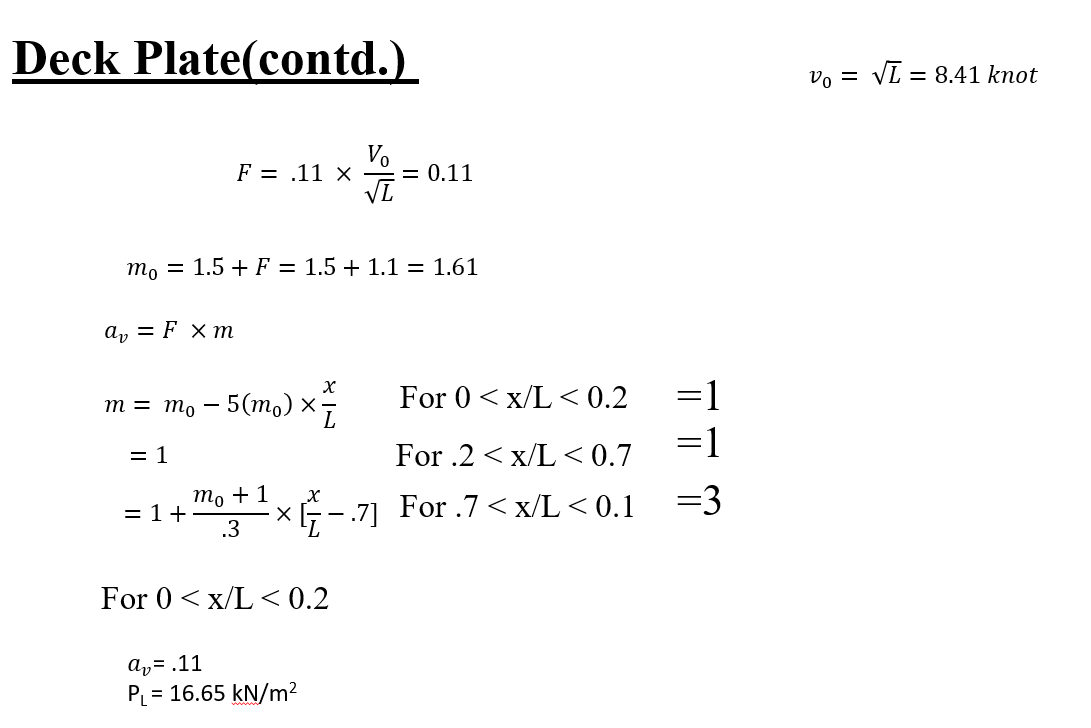 Deck Plate(contd.)
v₀ = √L = 8.41 knot
F = .11 × V₀/√L = 0.11
m₀ = 1.5 + F = 1.5 + 1.1 = 1.61
aᵥ = F × m
m = m₀ − 5(m₀) × x/L For 0 < x/L < 0.2 =1
= 1 For .2 < x/L < 0.7 =1
= 1 + (m₀ + 1)/.3 × [x/L − .7] For .7 < x/L < 0.1 =3
For 0 < x/L < 0.2
aᵥ= .11
P_L = 16.65 kN/m²